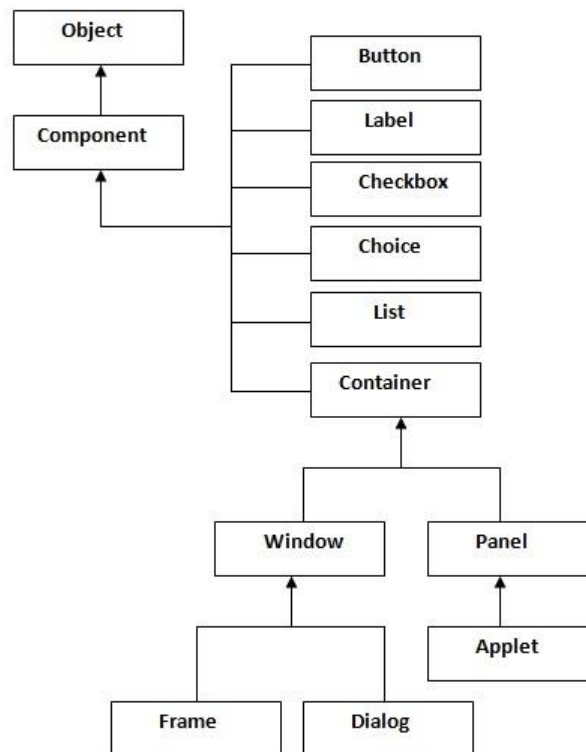 Object
Component
Button
Label
Checkbox
Choice
List
Container
Window
Panel
Applet
Frame
Dialog